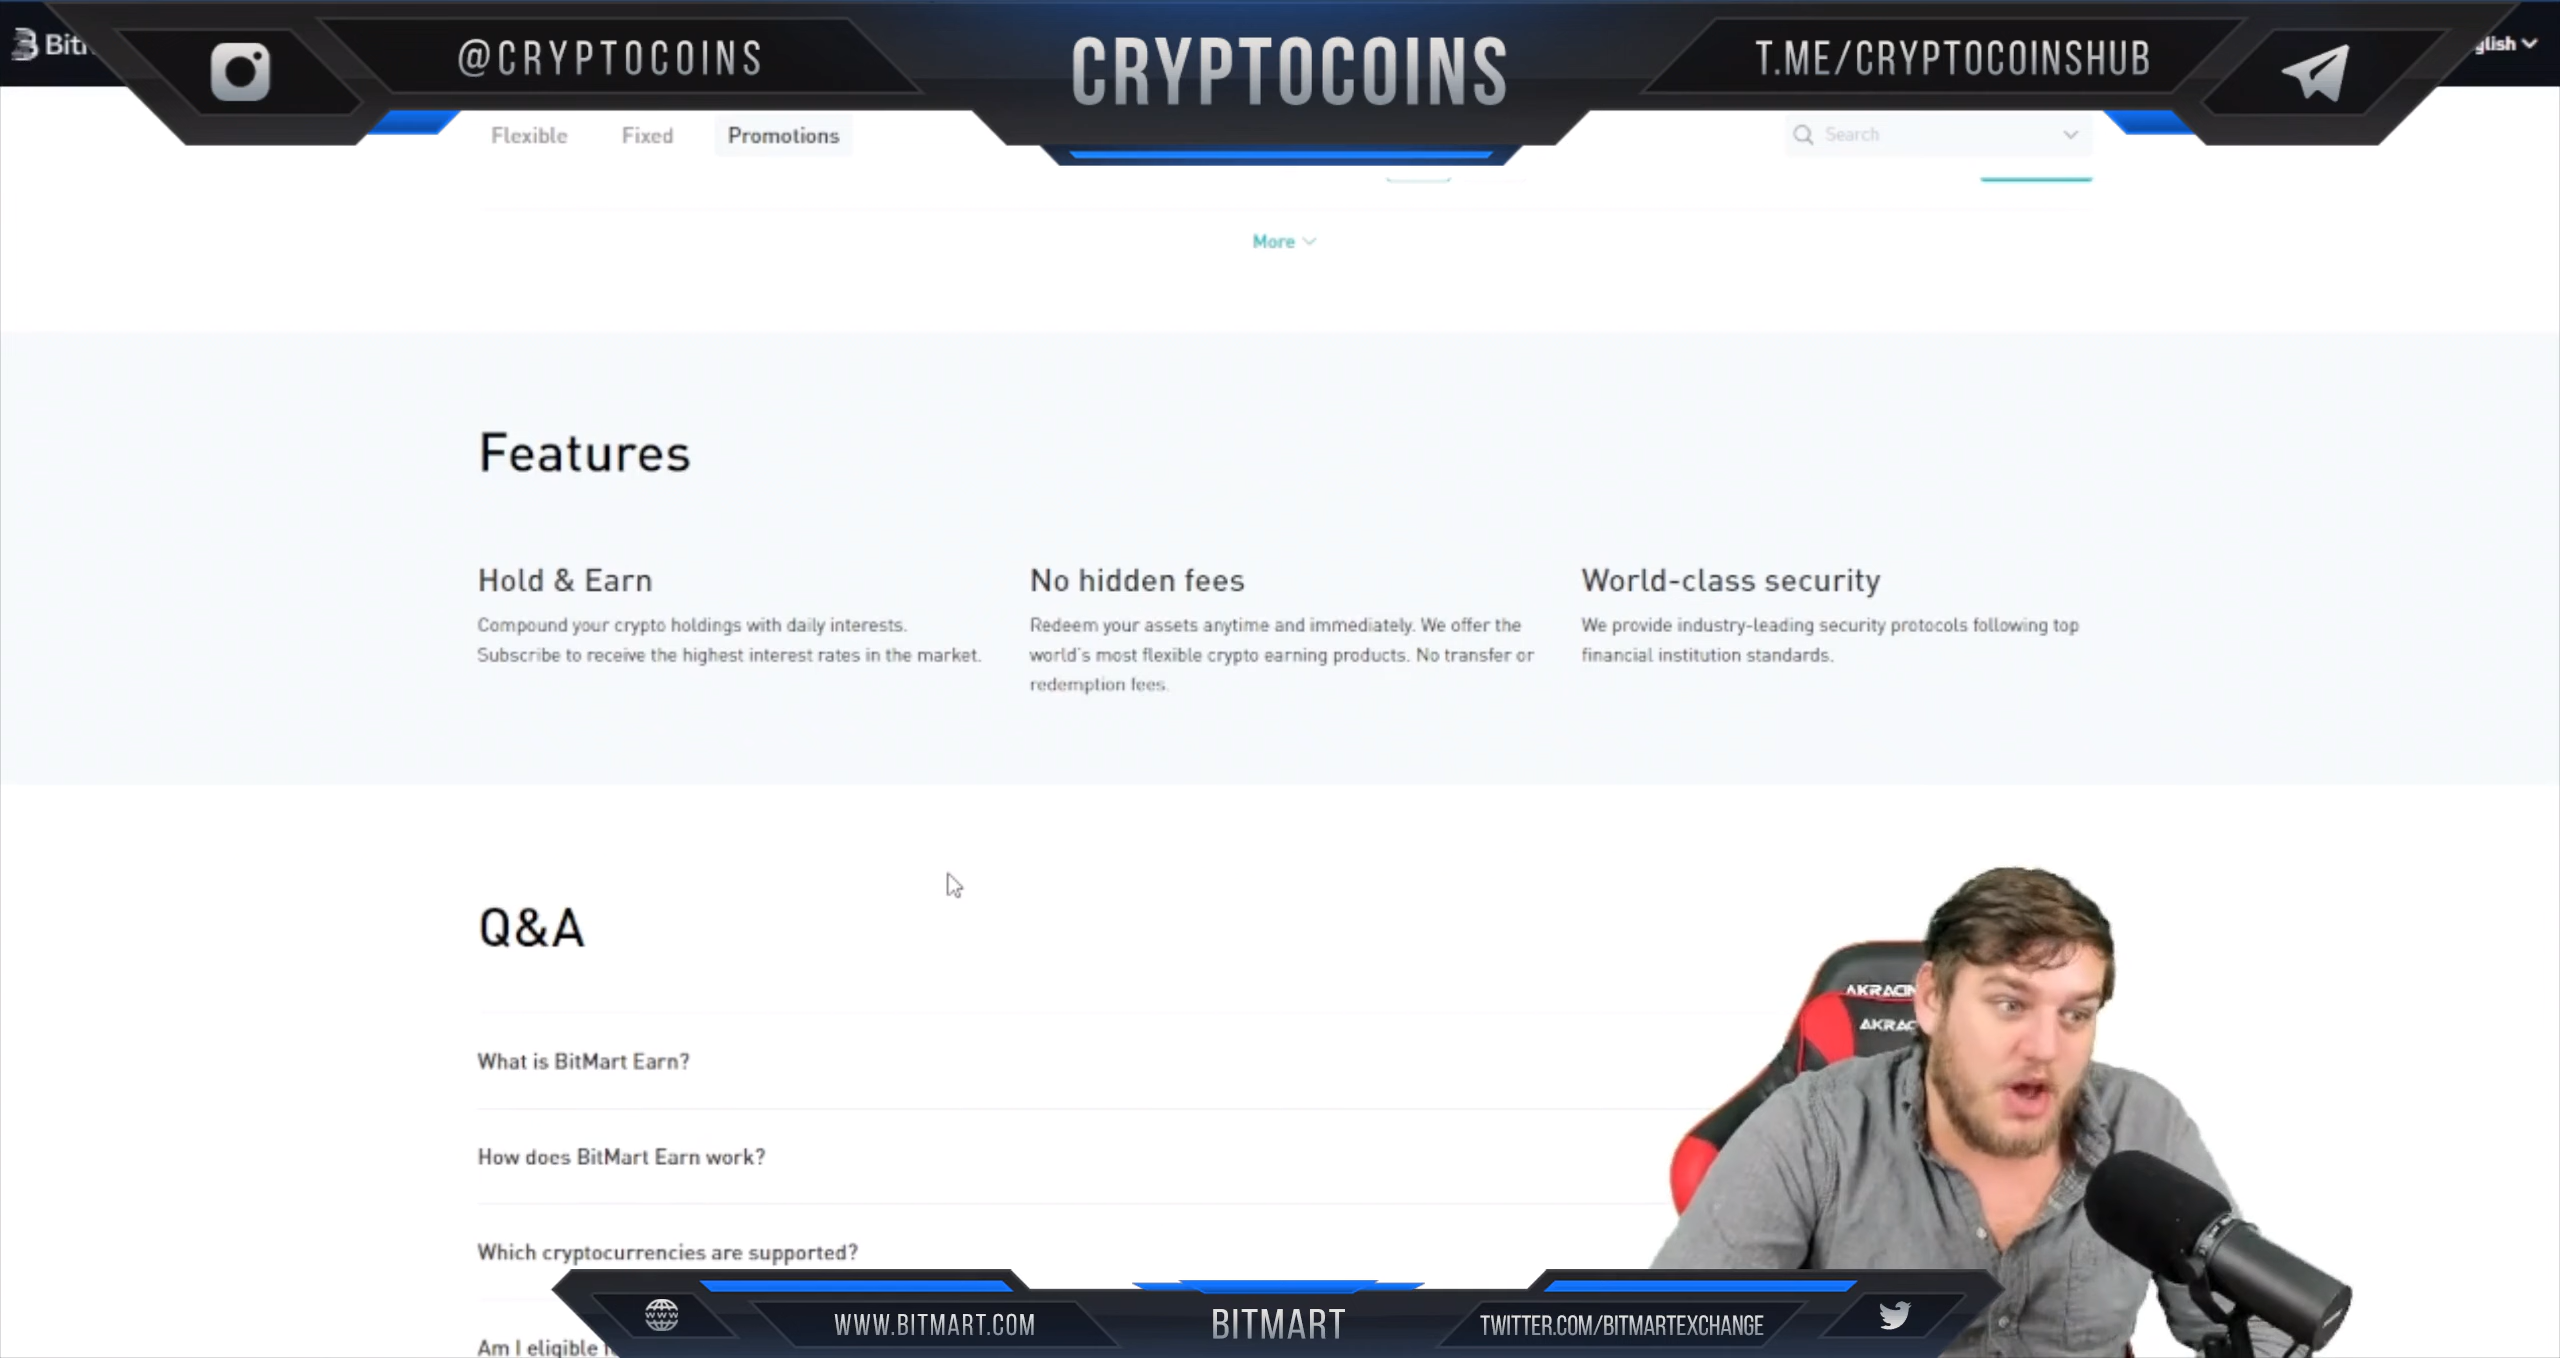 @CRYPTOCOINS
CRYPTOCOINS
T.ME/CRYPTOCOINSHUB
Flexible
Fixed
Promotions
Search
More
Features
Hold & Earn
Compound your crypto holdings with daily interests.
Subscribe to receive the highest interest rates in the market.
No hidden fees
Redeem your assets anytime and immediately. We offer the
world's most flexible crypto earning products. No transfer or
redemption fees.
World-class security
We provide industry-leading security protocols following top
financial institution standards.
Q&A
What is BitMart Earn?
How does BitMart Earn work?
Which cryptocurrencies are supported?
Am I eligible
WWW.BITMART.COM
BITMART
TWITTER.COM/BITMARTEXCHANGE